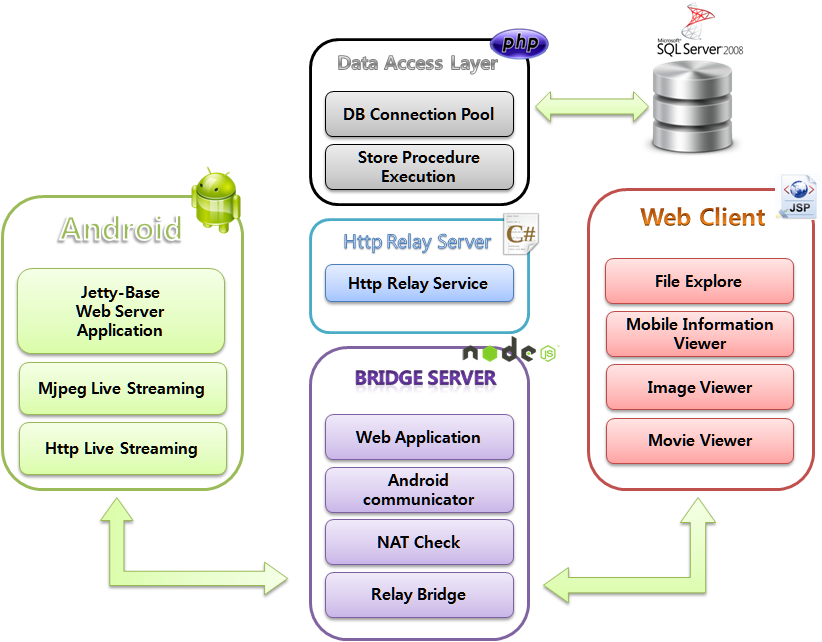 php
Data Access Layer
DB Connection Pool
Store Procedure
Execution
Microsoft®
SQL Server® 2008
Android
Jetty-Base
Web Server
Application
Mjpeg Live Streaming
Http Live Streaming
Http Relay Server
C#
Http Relay Service
node
JS
BRIDGE SERVER
Web Application
Android
communicator
NAT Check
Relay Bridge
JSP
Web Client
File Explore
Mobile Information
Viewer
Image Viewer
Movie Viewer